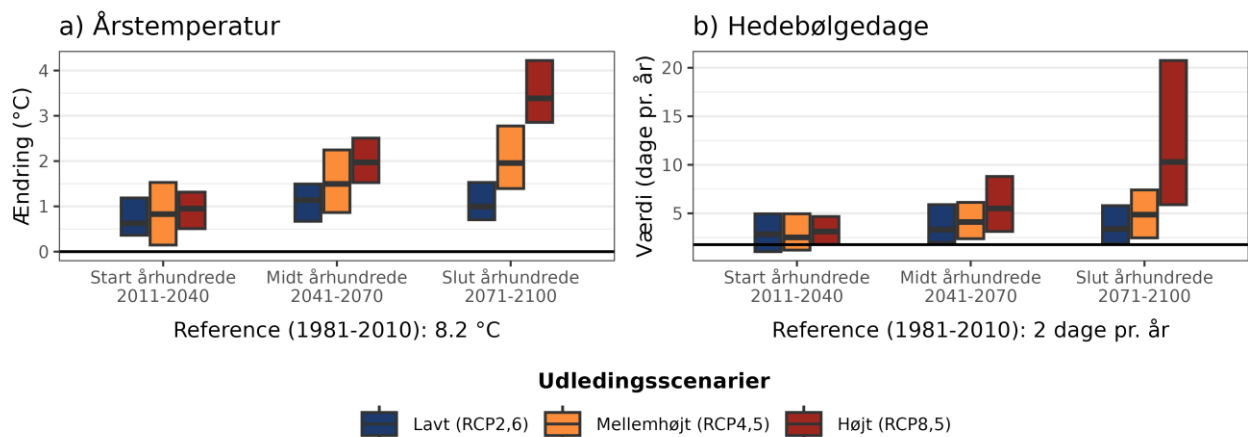 a) Årstemperatur
Ændring (°C)
4
3
2
1
0
Start århundrede
2011-2040
Midt århundrede
2041-2070
Slut århundrede
2071-2100
Reference (1981-2010): 8.2 °C
b) Hedebølgedage
Værdi (dage pr. år)
20
15
10
5
Start århundrede
2011-2040
Midt århundrede
2041-2070
Slut århundrede
2071-2100
Reference (1981-2010): 2 dage pr. år
Udledingsscenarier
Lavt (RCP2,6)
Mellemhøjt (RCP4,5)
Højt (RCP8,5)